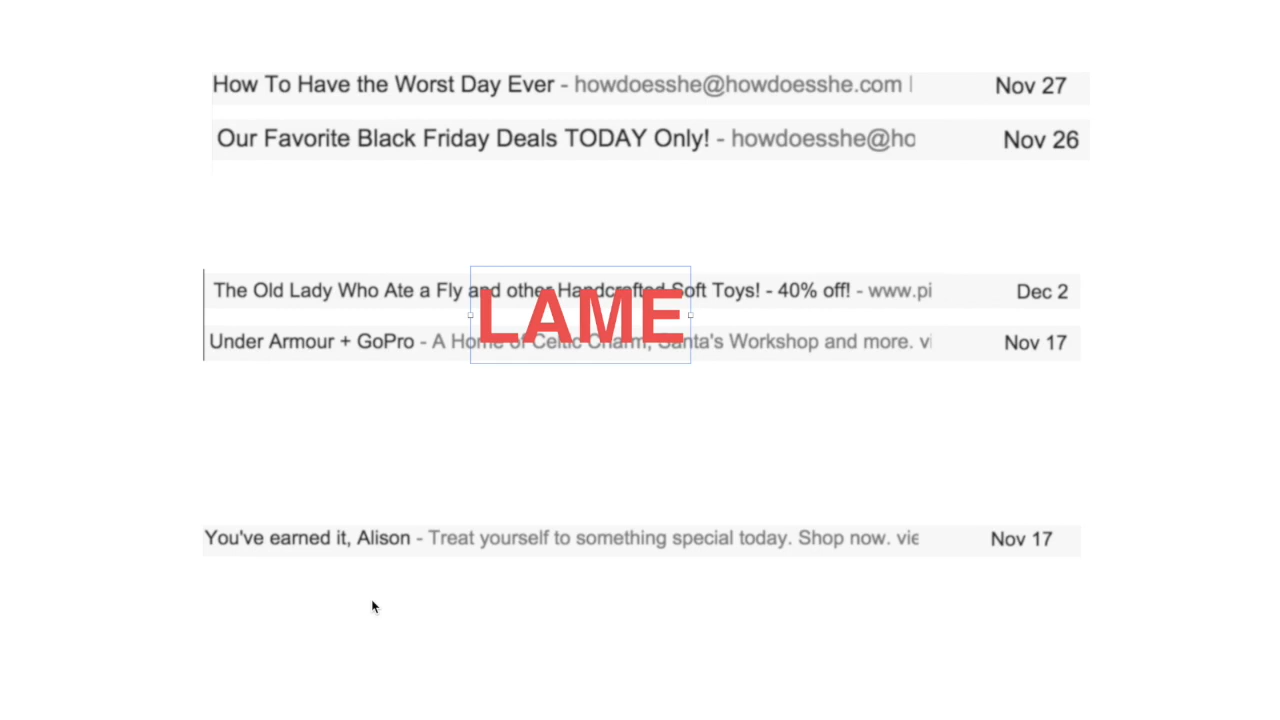 How To Have the Worst Day Ever - howdoesshe@howdoesshe.com Nov 27
Our Favorite Black Friday Deals TODAY Only! - howdoesshe@ho Nov 26
The Old Lady Who Ate a Fly and other Handcrafted Soft Toys! - 40% off! - www.pi Dec 2
LAME
Under Armour + GoPro - A Home of Celtic Charm, Santa's Workshop and more. vi Nov 17
You've earned it, Alison - Treat yourself to something special today. Shop now. vie Nov 17